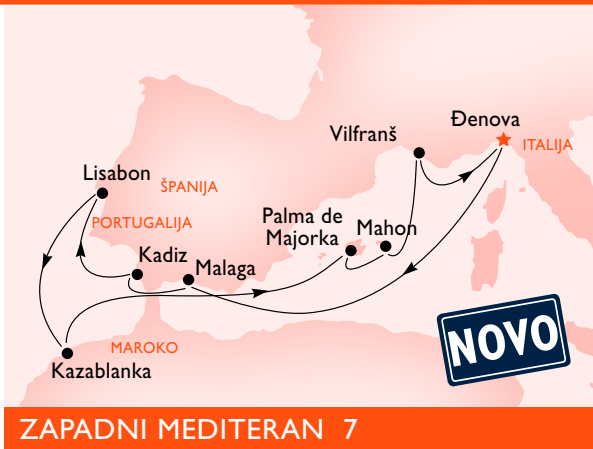 Đenova
Vilfranš
ITALIJA
Lisabon
ŠPANIJA
PORTUGALIJA
Palma de
Majorka
Mahon
Kadiz
Malaga
NOVO
MAROKO
Kazablanka
ZAPADNI MEDITERAN 7